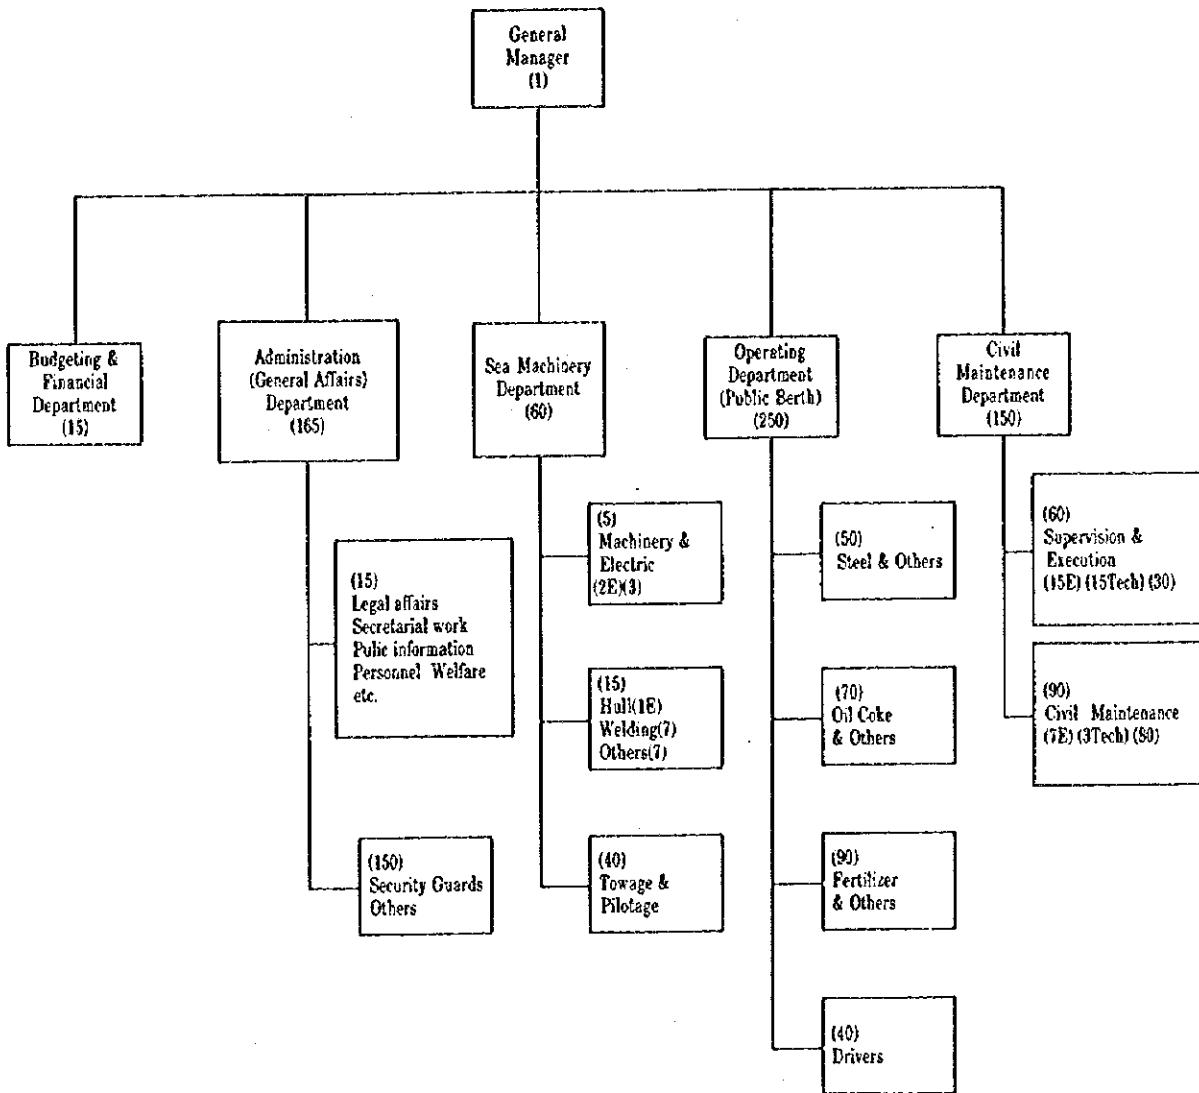 General
Manager
(1)
Budgeting &
Financial
Department
(15)
Administration
(General Affairs)
Department
(165)
Sea Machinery
Department
(60)
Operating
Department
(Public Berth)
(250)
Civil
Maintenance
Department
(150)
(15)
Legal affairs
Secretarial work
Pulic information
Personnel Welfare
etc.
(150)
Security Guards
Others
(5)
Machinery &
Electric
(2E)(3)
(15)
Hull(1E)
Welding(7)
Others(7)
(40)
Towage &
Pilotage
(50)
Steel & Others
(70)
Oil Coke
& Others
(90)
Fertilizer
& Others
(40)
Drivers
(60)
Supervision &
Execution
(15E) (15Tech) (30)
(90)
Civil Maintenance
(7E) (3Tech) (80)